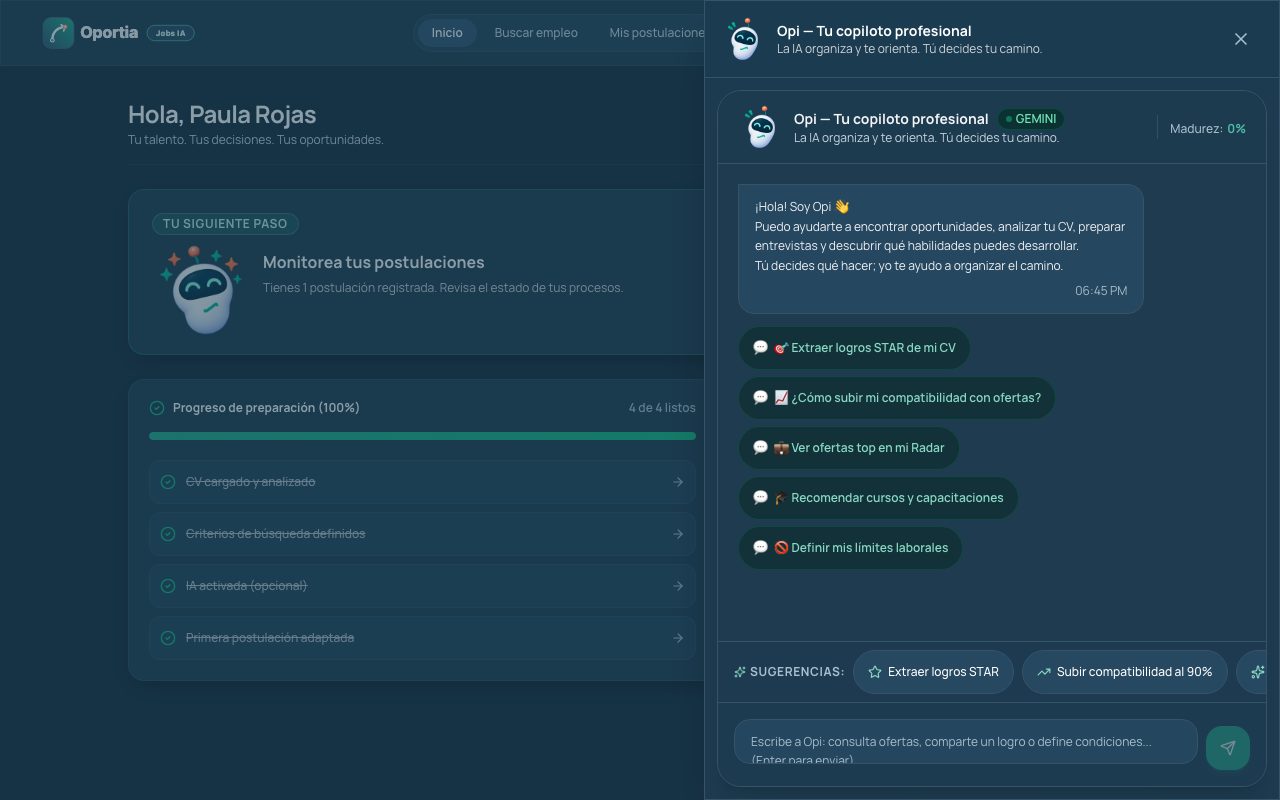 Oportia
Jobs IA
Inicio
Buscar empleo
Mis postulacione
Hola, Paula Rojas
Tu talento. Tus decisiones. Tus oportunidades.
TU SIGUIENTE PASO
Monitorea tus postulaciones
Tienes 1 postulación registrada. Revisa el estado de tus procesos.
Progreso de preparación (100%)
4 de 4 listos
CV cargado y analizado
Criterios de búsqueda definidos
IA activada (opcional)
Primera postulación adaptada
Opi — Tu copiloto profesional
La IA organiza y te orienta. Tú decides tu camino.
Opi — Tu copiloto profesional
GEMINI
La IA organiza y te orienta. Tú decides tu camino.
Madurez: 0%
¡Hola! Soy Opi 👋
Puedo ayudarte a encontrar oportunidades, analizar tu CV, preparar
entrevistas y descubrir qué habilidades puedes desarrollar.
Tú decides qué hacer; yo te ayudo a organizar el camino.
06:45 PM
💬 🎯 Extraer logros STAR de mi CV
💬 📈 ¿Cómo subir mi compatibilidad con ofertas?
💬 💼 Ver ofertas top en mi Radar
💬 🎓 Recomendar cursos y capacitaciones
💬 🚫 Definir mis límites laborales
SUGERENCIAS:
Extraer logros STAR
Subir compatibilidad al 90%
Escribe a Opi: consulta ofertas, comparte un logro o define condiciones...
(Enter para enviar)